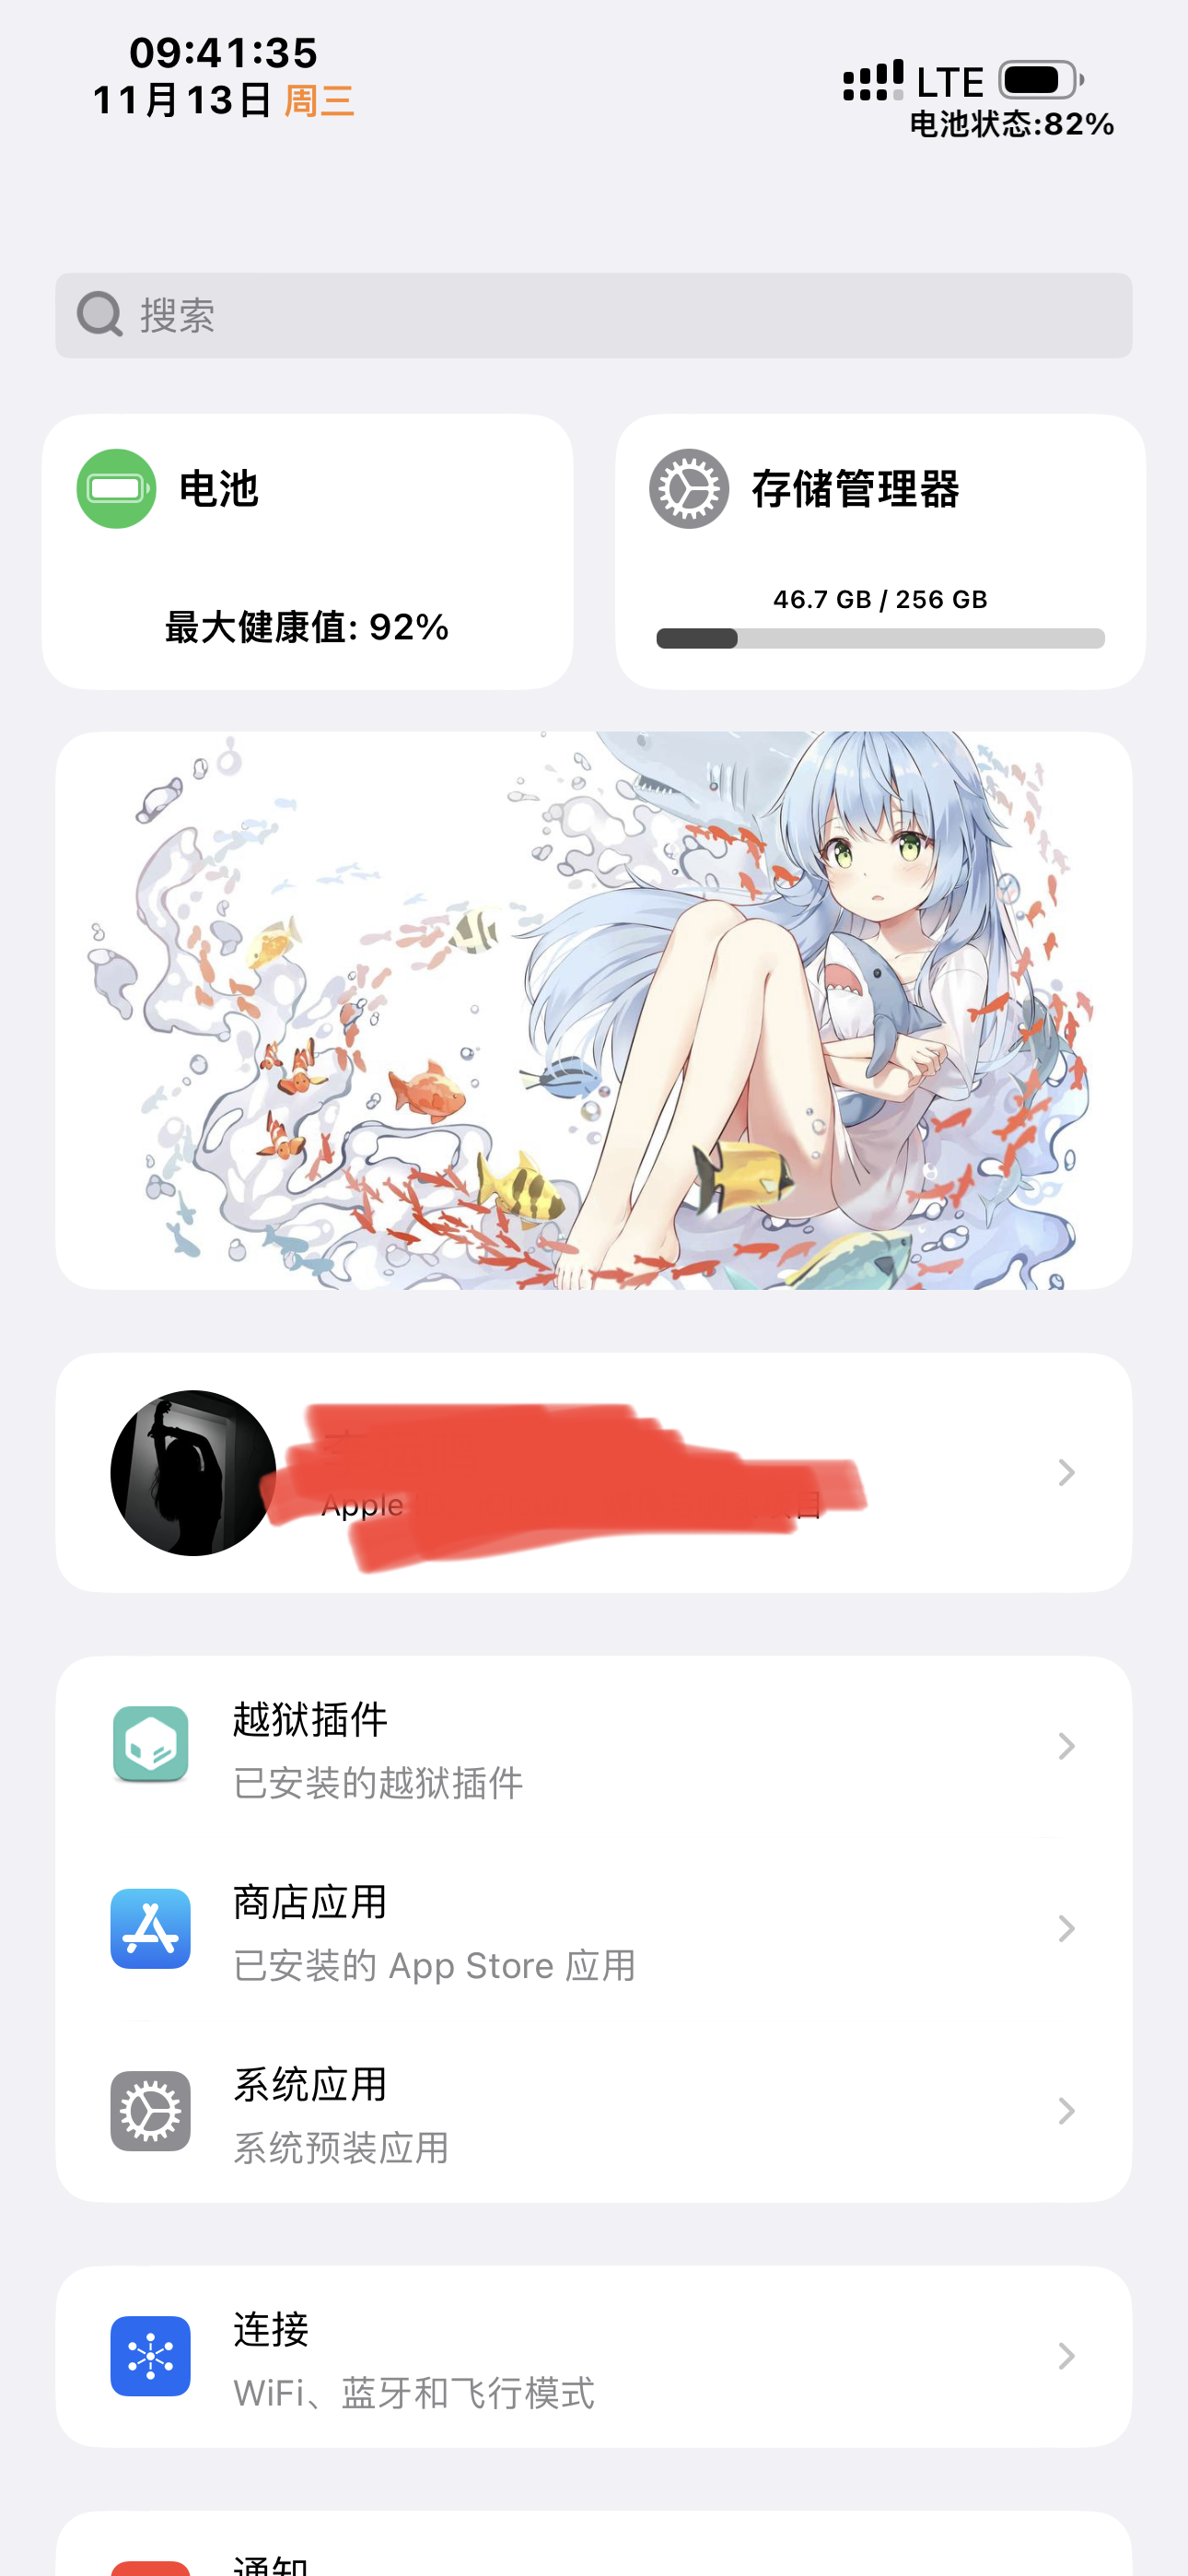 09:41:35
11月13日 周三
LTE
电池状态:82%
搜索
电池
最大健康值: 92%
存储管理器
46.7 GB / 256 GB
Apple
越狱插件
已安装的越狱插件
商店应用
已安装的 App Store 应用
系统应用
系统预装应用
连接
WiFi、蓝牙和飞行模式
通知